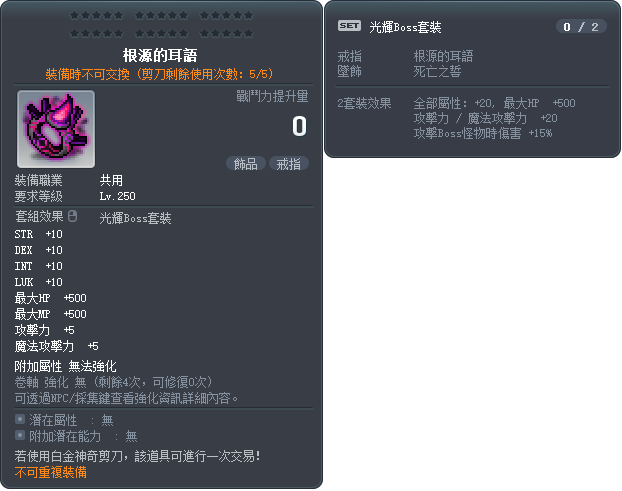 根源的耳語
裝備時不可交換 (剪刀剩餘使用次數: 5/5)
戰鬥力提升量
0
飾品 戒指
裝備職業 共用
要求等級 Lv.250
套組效果 光輝Boss套裝
STR +10
DEX +10
INT +10
LUK +10
最大HP +500
最大MP +500
攻擊力 +5
魔法攻擊力 +5
附加屬性 無法強化
卷軸 強化 無 (剩餘4次, 可修復0次)
可透過NPC/採集鍵查看強化資訊詳細內容。
潛在屬性 : 無
附加潛在能力 : 無
若使用白金神奇剪刀，該道具可進行一次交易!
不可重複裝備
SET 光輝Boss套裝 0 / 2
戒指 根源的耳語
墜飾 死亡之誓
2套裝效果 全部屬性: +20, 最大HP +500
攻擊力 / 魔法攻擊力 +20
攻擊Boss怪物時傷害 +15%